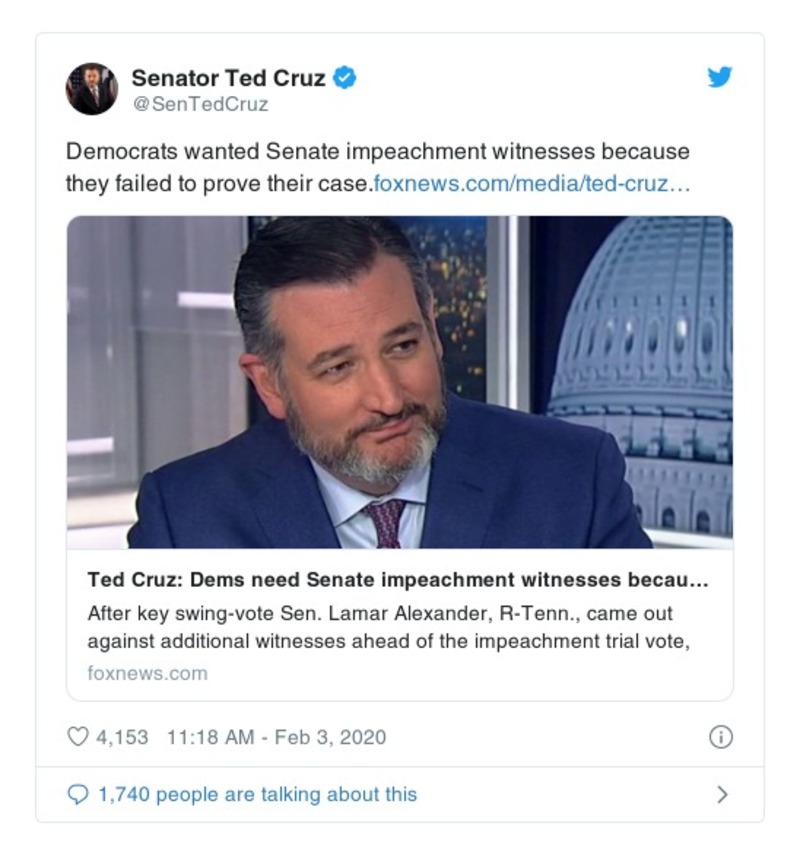 Senator Ted Cruz
@SenTedCruz
Democrats wanted Senate impeachment witnesses because
they failed to prove their case.foxnews.com/media/ted-cruz…
Ted Cruz: Dems need Senate impeachment witnesses becau...
After key swing-vote Sen. Lamar Alexander, R-Tenn., came out
against additional witnesses ahead of the impeachment trial vote,
foxnews.com
4,153 11:18 AM - Feb 3, 2020
1,740 people are talking about this